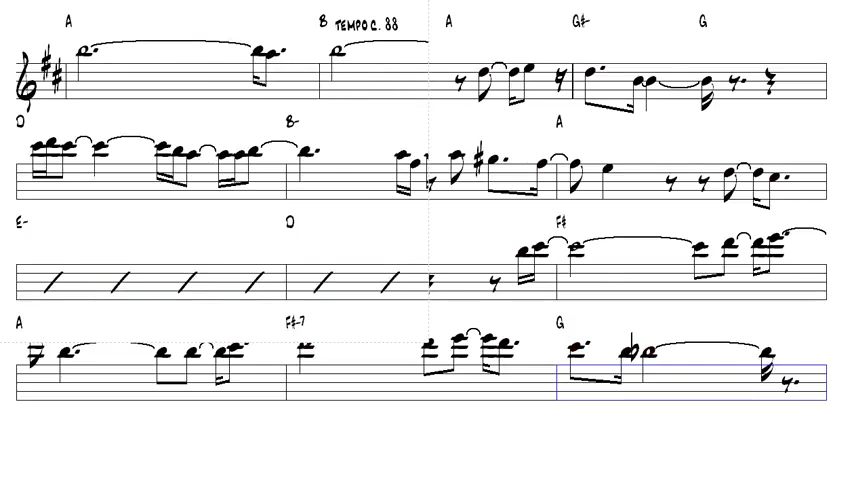 A B TEMPO C. 88 A G#- G
D B- A
E- D F#
A F#-7 G